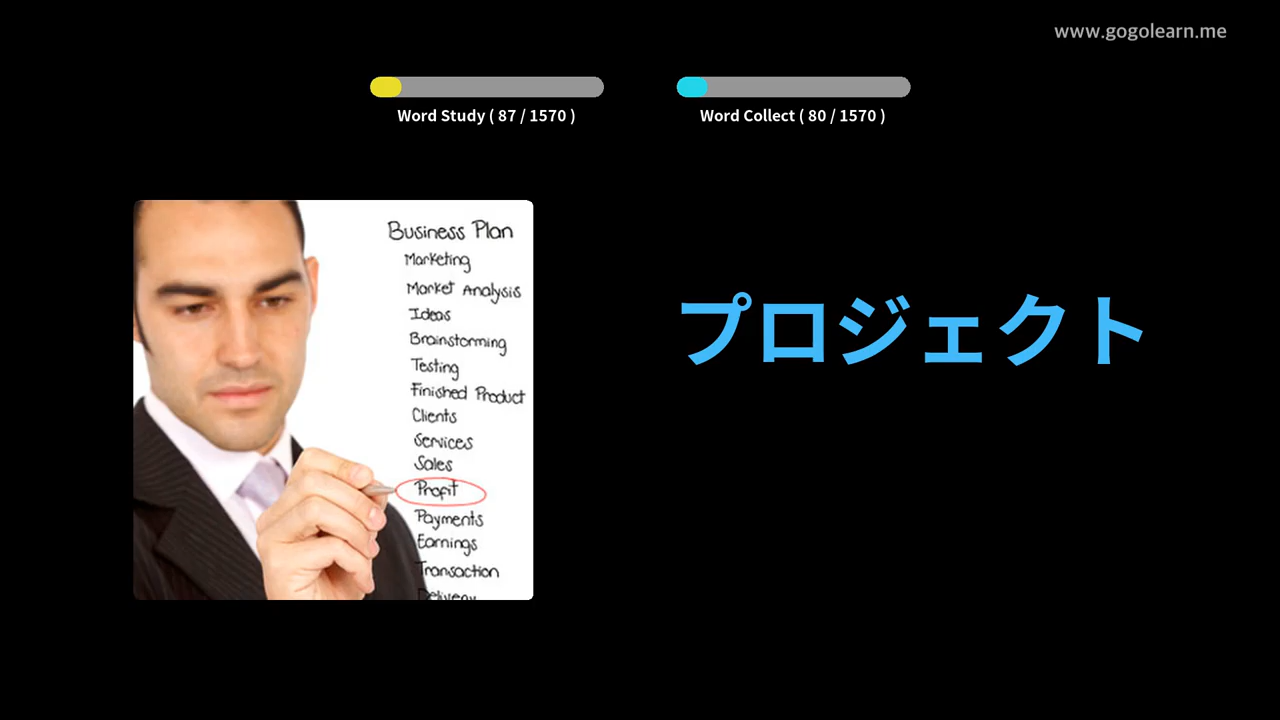 www.gogolearn.me
Word Study ( 87 / 1570 )
Word Collect ( 80 / 1570 )
Business Plan
Marketing
Market Analysis
Ideas
Brainstorming
Testing
Finished Product
Clients
Services
Sales
Profit
Payments
Earnings
Transaction
Delivery
プロジェクト